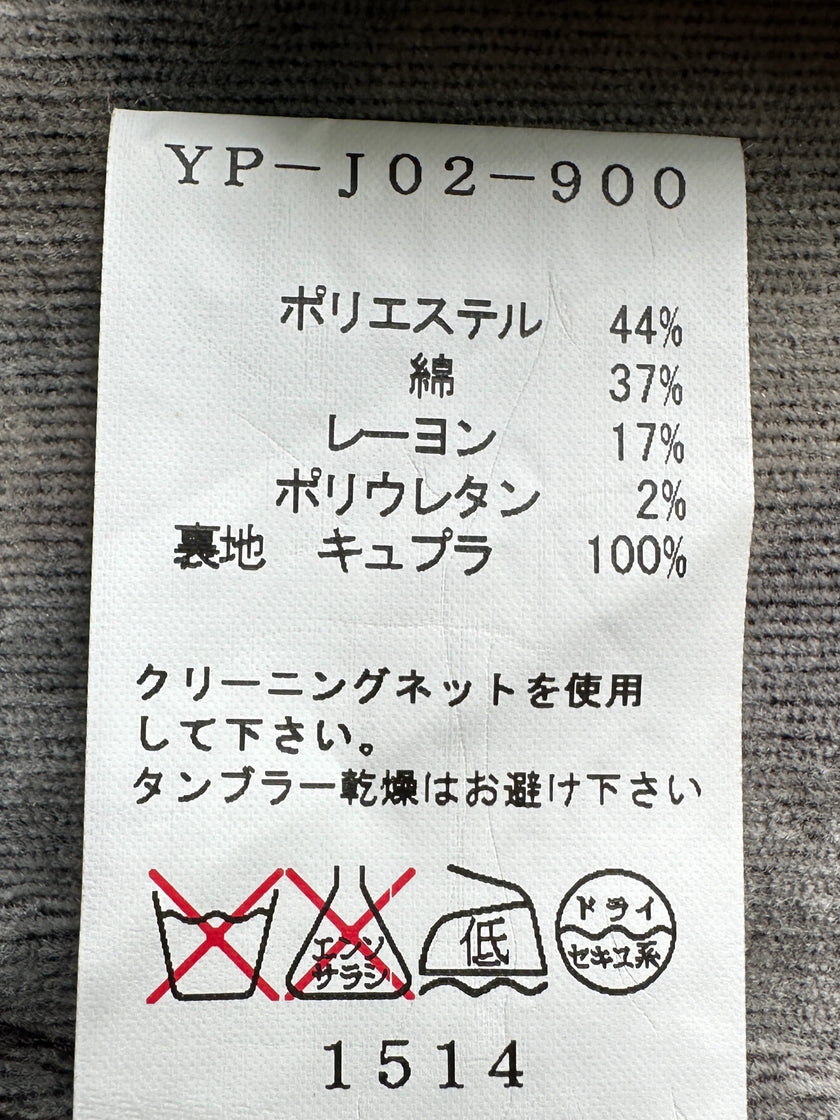 YP-J02-900
ポリエステル 44%
綿 37%
レーヨン 17%
ポリウレタン 2%
裏地 キュプラ 100%
クリーニングネットを使用
して下さい。
タンブラー乾燥はお避け下さい
エンソ
サラシ
低
ドライ
セキユ系
1514